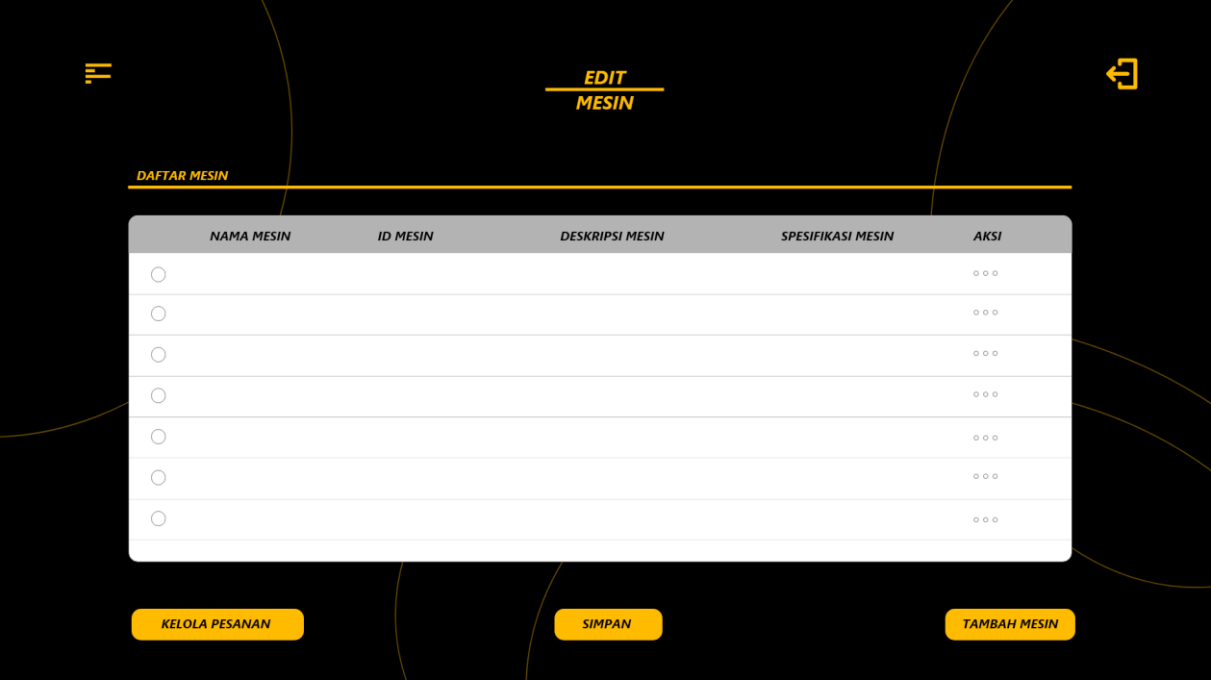 EDIT
MESIN
DAFTAR MESIN
NAMA MESIN ID MESIN DESKRIPSI MESIN SPESIFIKASI MESIN AKSI
KELOLA PESANAN SIMPAN TAMBAH MESIN